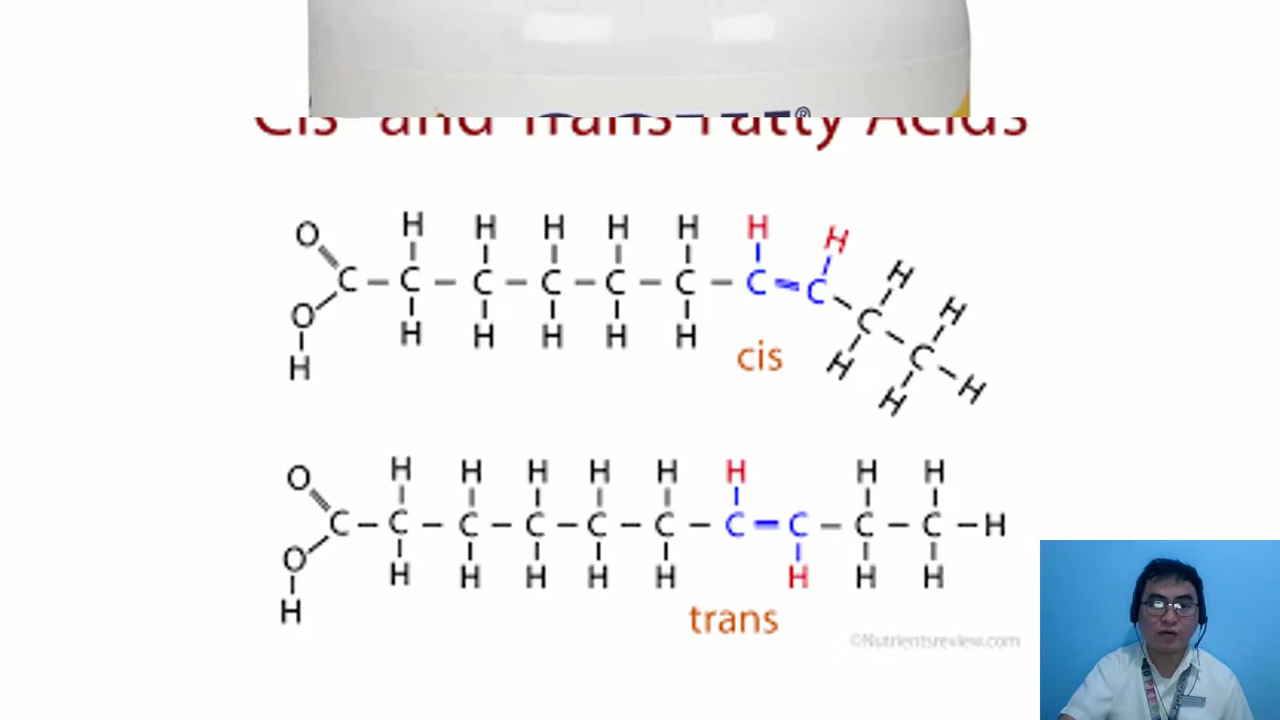 Cis- and Trans-Fatty Acids
O H H H H H H H
C C C C C C C C H
O H H H H H C H H
H cis H C H
H
O H H H H H H H H
C C C C C C C C C C H
O H H H H H H H H
H trans
©Nutrientsreview.com